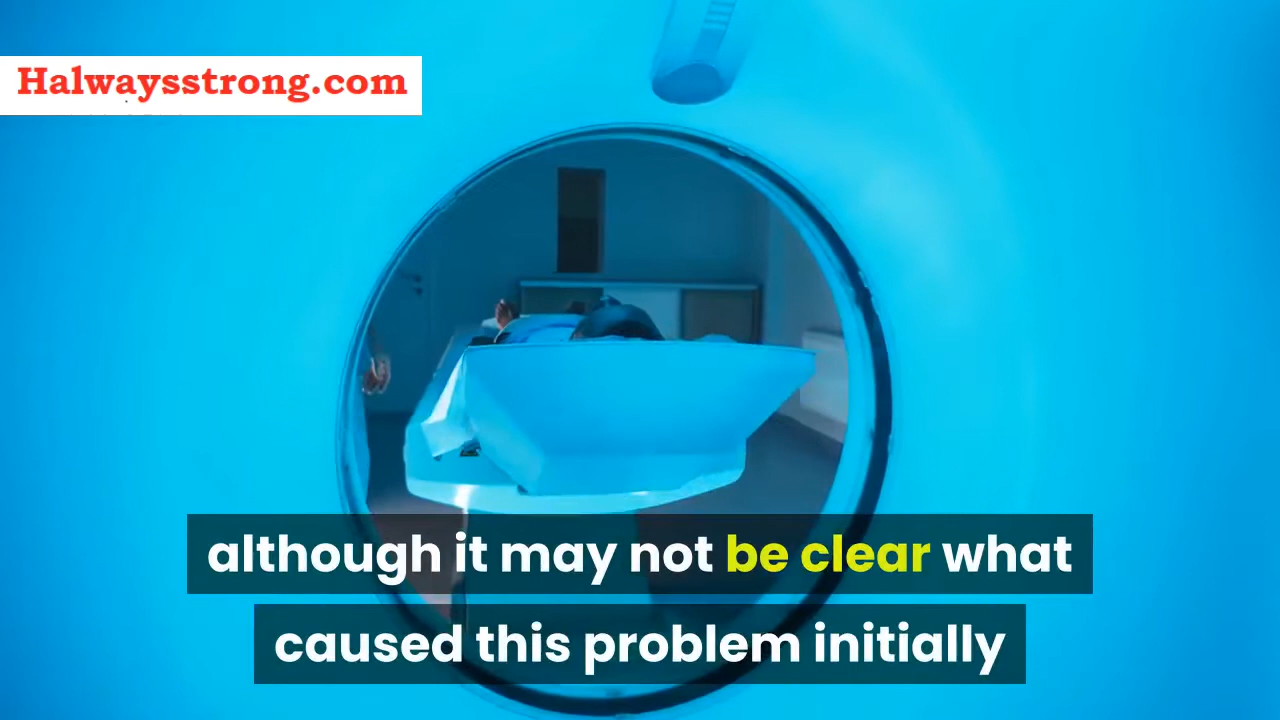 Halwaysstrong.com
although it may not be clear what
caused this problem initially